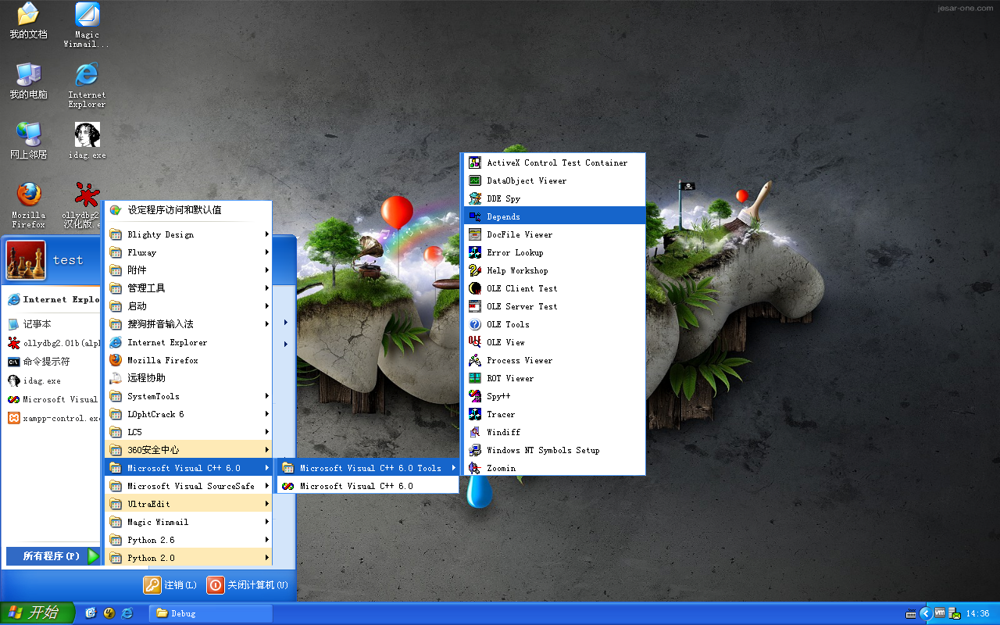 jesar-one.com
我的文档
Magic
Winmail...
我的电脑
Internet
Explorer
网上邻居
idag.exe
Mozilla
Firefox
ollydbg2
汉化版.e
test
Internet Explo
记事本
ollydbg2.01b(alp
命令提示符
idag.exe
Microsoft Visual
xampp-control.ex
所有程序(P)
设定程序访问和默认值
Blighty Design
Fluxay
附件
管理工具
启动
搜狗拼音输入法
Internet Explorer
Mozilla Firefox
远程协助
SystemTools
L0phtCrack 6
LC5
360安全中心
Microsoft Visual C++ 6.0
Microsoft Visual SourceSafe
UltraEdit
Magic Winmail
Python 2.6
Python 2.0
Microsoft Visual C++ 6.0 Tools
Microsoft Visual C++ 6.0
ActiveX Control Test Container
DataObject Viewer
DDE Spy
Depends
DocFile Viewer
Error Lookup
Help Workshop
OLE Client Test
OLE Server Test
OLE Tools
OLE View
Process Viewer
ROT Viewer
Spy++
Tracer
Windiff
Windows NT Symbols Setup
Zoomin
注销(L)
关闭计算机(U)
开始
Debug
14:36